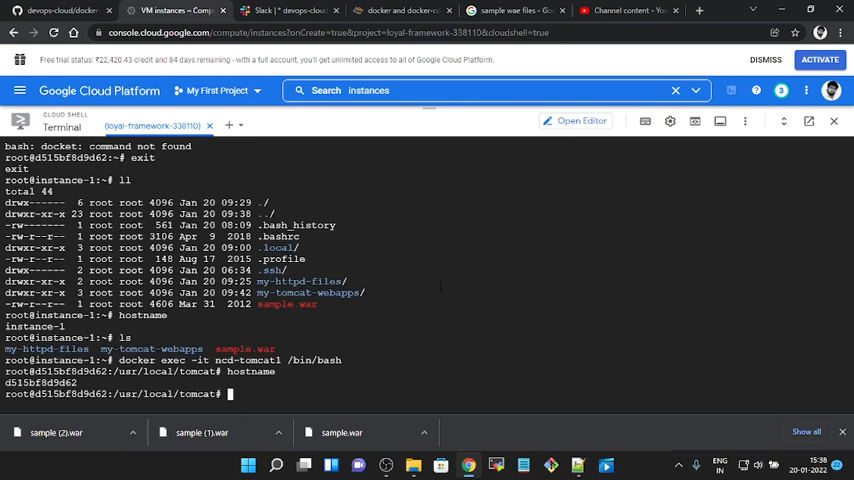 devops-cloud/docker
VM instances – Compu
Slack | * devops-cloud
docker and docker-co
sample wae files - Goo
Channel content - You
console.cloud.google.com/compute/instances?onCreate=true&project=loyal-framework-338110&cloudshell=true
Free trial status: ₹22,420.43 credit and 84 days remaining - with a full account, you'll get unlimited access to all of Google Cloud Platform.
DISMISS
ACTIVATE
Google Cloud Platform
My First Project
Search instances
3
CLOUD SHELL
Terminal
(loyal-framework-338110)
Open Editor
bash: docket: command not found
root@d515bf8d9d62:~# exit
exit
root@instance-1:~# ll
total 44
drwx------ 6 root root 4096 Jan 20 09:29 ./
drwxr-xr-x 23 root root 4096 Jan 20 09:38 ../
-rw------- 1 root root 561 Jan 20 08:09 .bash_history
-rw-r--r-- 1 root root 3106 Apr 9 2018 .bashrc
drwxr-xr-x 3 root root 4096 Jan 20 09:00 .local/
-rw-r--r-- 1 root root 148 Aug 17 2015 .profile
drwx------ 2 root root 4096 Jan 20 06:34 .ssh/
drwxr-xr-x 2 root root 4096 Jan 20 09:25 my-httpd-files/
drwxr-xr-x 3 root root 4096 Jan 20 09:42 my-tomcat-webapps/
-rw-r--r-- 1 root root 4606 Mar 31 2012 sample.war
root@instance-1:~# hostname
instance-1
root@instance-1:~# ls
my-httpd-files my-tomcat-webapps sample.war
root@instance-1:~# docker exec -it ncd-tomcat1 /bin/bash
root@d515bf8d9d62:/usr/local/tomcat# hostname
d515bf8d9d62
root@d515bf8d9d62:/usr/local/tomcat#
sample (2).war
sample (1).war
sample.war
Show all
ENG
IN
15:38
20-01-2022
22